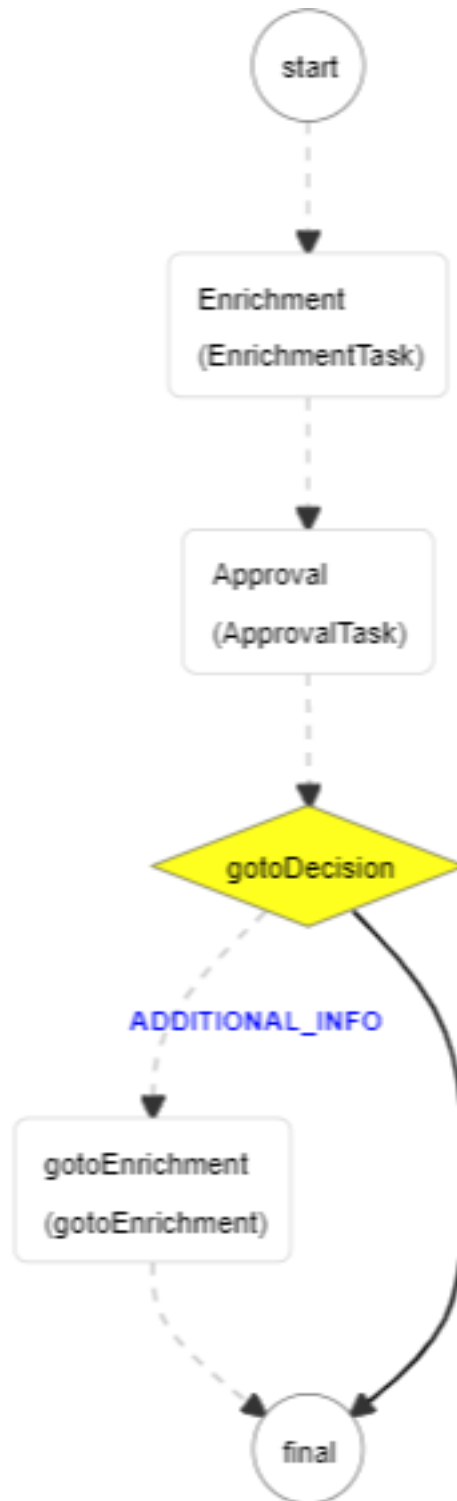 start
Enrichment
(EnrichmentTask)
Approval
(ApprovalTask)
gotoDecision
ADDITIONAL_INFO
gotoEnrichment
(gotoEnrichment)
final